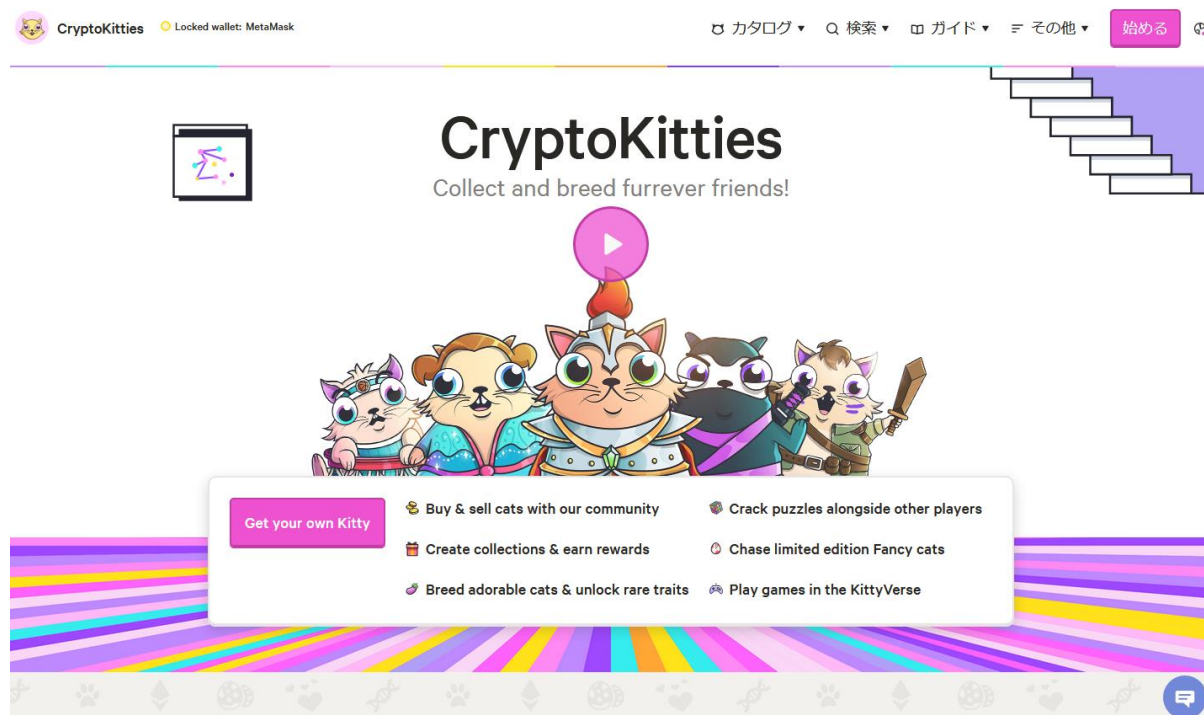 CryptoKitties
Locked wallet: MetaMask
カタログ
検索
ガイド
その他
始める
CryptoKitties
Collect and breed furrever friends!
Get your own Kitty
Buy & sell cats with our community
Crack puzzles alongside other players
Create collections & earn rewards
Chase limited edition Fancy cats
Breed adorable cats & unlock rare traits
Play games in the KittyVerse